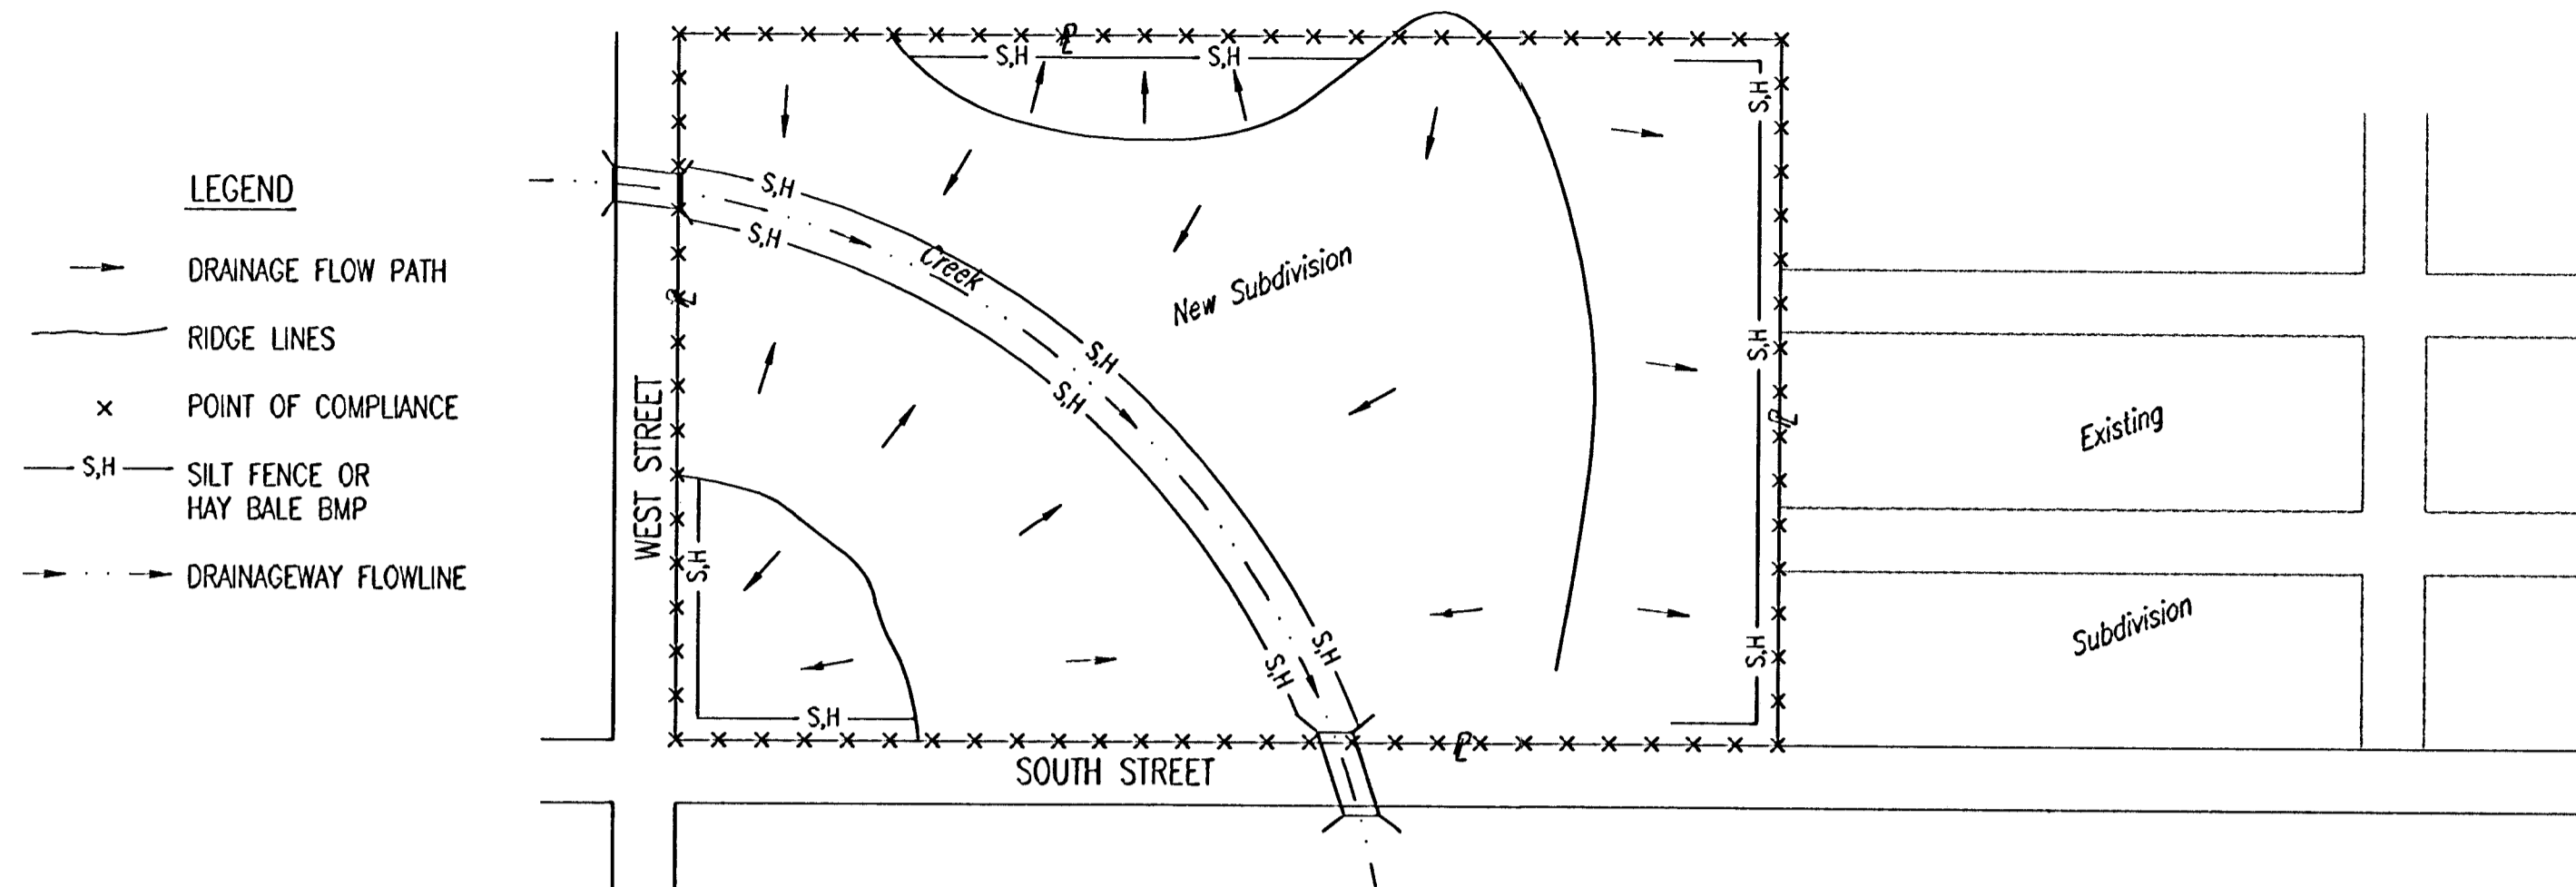 LEGEND
DRAINAGE FLOW PATH
RIDGE LINES
POINT OF COMPLIANCE
S,H
SILT FENCE OR
HAY BALE BMP
DRAINAGEWAY FLOWLINE
WEST STREET
SOUTH STREET
S,H
S,H
S,H
S,H
Creek
New Subdivision
S,H
S,H
S,H
S,H
S,H
S,H
S,H
S,H
S,H
Existing
Subdivision